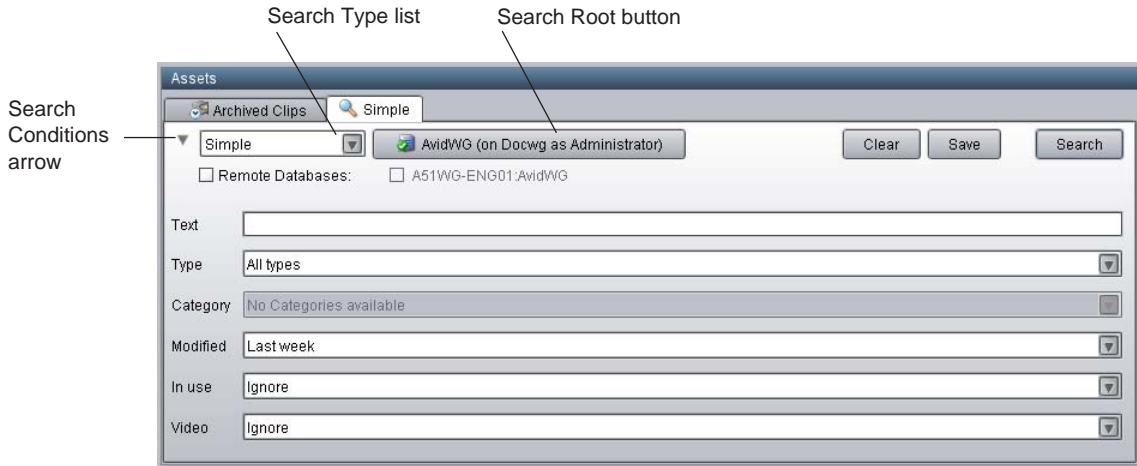 Search Type list
Search Root button
Search
Conditions
arrow
Assets
Archived Clips
Simple
Simple
AvidWG (on Docwg as Administrator)
Clear
Save
Search
Remote Databases:
A51WG-ENG01:AvidWG
Text
Type
All types
Category
No Categories available
Modified
Last week
In use
Ignore
Video
Ignore